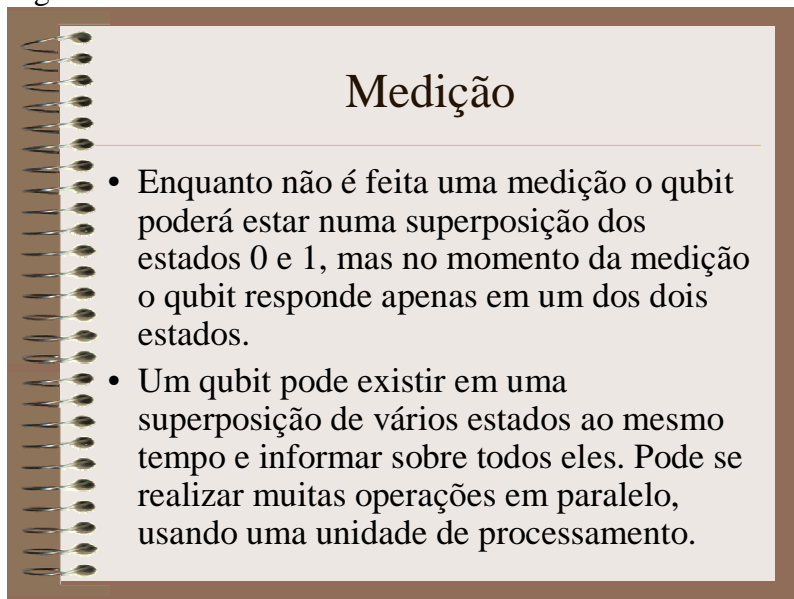 Medição
• Enquanto não é feita uma medição o qubit
poderá estar numa superposição dos
estados 0 e 1, mas no momento da medição
o qubit responde apenas em um dos dois
estados.
• Um qubit pode existir em uma
superposição de vários estados ao mesmo
tempo e informar sobre todos eles. Pode se
realizar muitas operações em paralelo,
usando uma unidade de processamento.